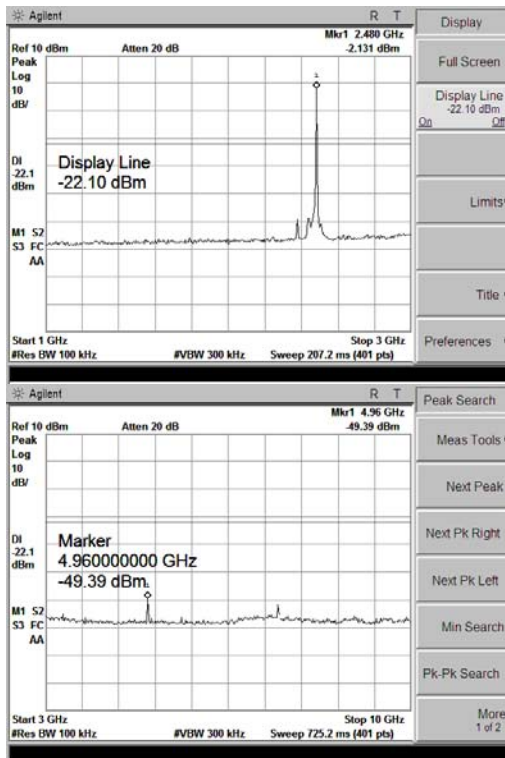 Agilent R T
Mkr1 2.480 GHz
Ref 10 dBm Atten 20 dB -2.131 dBm
Peak
Log
10
dB/
1
DI
-22.1
dBm
Display Line
-22.10 dBm
M1 S2
S3 FC
AA
Start 1 GHz Stop 3 GHz
#Res BW 100 kHz #VBW 300 kHz Sweep 207.2 ms (401 pts)
Display
Full Screen
Display Line
-22.10 dBm
On Off
Limits
Title
Preferences
Agilent R T
Mkr1 4.96 GHz
Ref 10 dBm Atten 20 dB -49.39 dBm
Peak
Log
10
dB/
DI
-22.1
dBm
Marker
4.960000000 GHz
-49.39 dBm
1
M1 S2
S3 FC
AA
Start 3 GHz Stop 10 GHz
#Res BW 100 kHz #VBW 300 kHz Sweep 725.2 ms (401 pts)
Peak Search
Meas Tools
Next Peak
Next Pk Right
Next Pk Left
Min Search
Pk-Pk Search
More
1 of 2